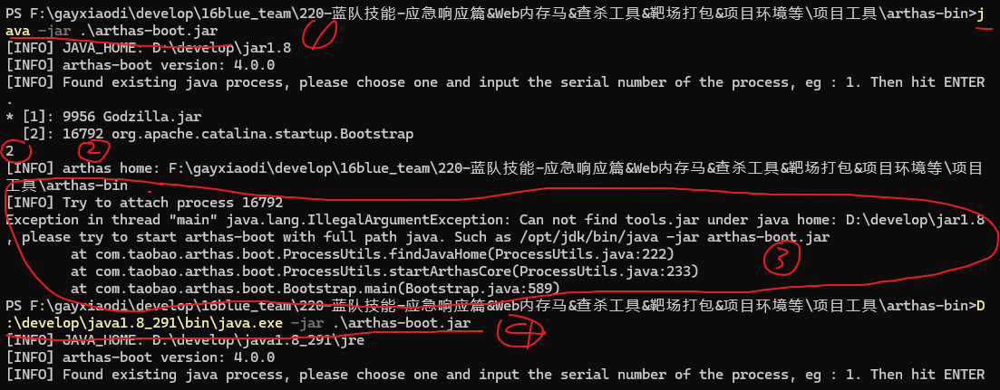 PS F:\gayxiaodi\develop\16blue_team\220-蓝队技能-应急响应篇&Web内存马&查杀工具&靶场打包&项目环境等\项目工具\arthas-bin>j
ava -jar .\arthas-boot.jar
1
[INFO] JAVA_HOME: D:\develop\jar1.8
[INFO] arthas-boot version: 4.0.0
[INFO] Found existing java process, please choose one and input the serial number of the process, eg : 1. Then hit ENTER
.
* [1]: 9956 Godzilla.jar
  [2]: 16792 org.apache.catalina.startup.Bootstrap
2
2
[INFO] arthas home: F:\gayxiaodi\develop\16blue_team\220-蓝队技能-应急响应篇&Web内存马&查杀工具&靶场打包&项目环境等\项目
工具\arthas-bin
[INFO] Try to attach process 16792
Exception in thread "main" java.lang.IllegalArgumentException: Can not find tools.jar under java home: D:\develop\jar1.8
, please try to start arthas-boot with full path java. Such as /opt/jdk/bin/java -jar arthas-boot.jar
        at com.taobao.arthas.boot.ProcessUtils.findJavaHome(ProcessUtils.java:222)
3
        at com.taobao.arthas.boot.ProcessUtils.startArthasCore(ProcessUtils.java:233)
        at com.taobao.arthas.boot.Bootstrap.main(Bootstrap.java:589)
PS F:\gayxiaodi\develop\16blue_team\220-蓝队技能-应急响应篇&Web内存马&查杀工具&靶场打包&项目环境等\项目工具\arthas-bin>D
:\develop\java1.8_291\bin\java.exe -jar .\arthas-boot.jar
4
[INFO] JAVA_HOME: D:\develop\java1.8_291\jre
[INFO] arthas-boot version: 4.0.0
[INFO] Found existing java process, please choose one and input the serial number of the process, eg : 1. Then hit ENTER